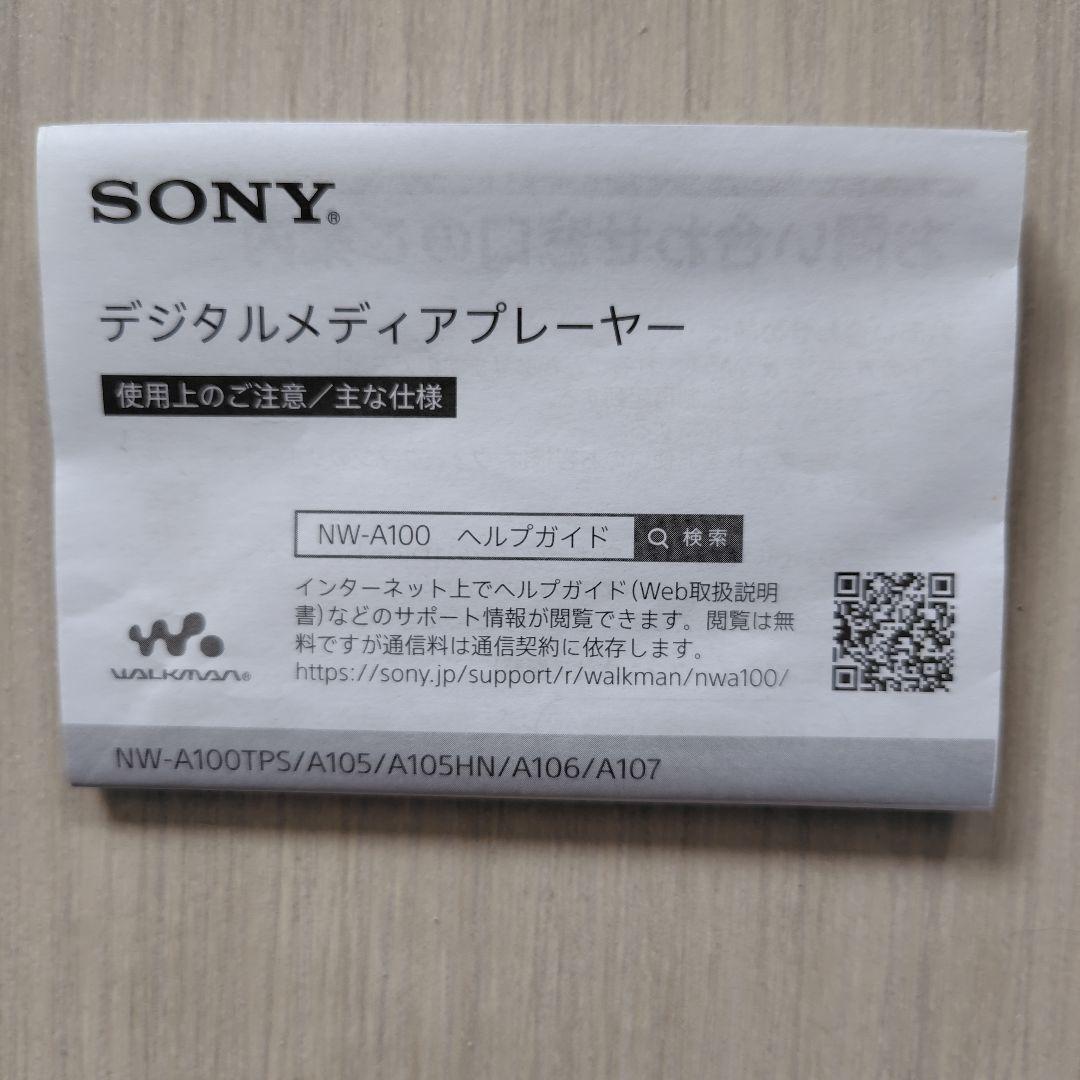 SONY®
デジタルメディアプレーヤー
使用上のご注意／主な仕様
NW-A100 ヘルプガイド 検索
インターネット上でヘルプガイド（Web取扱説明
書）などのサポート情報が閲覧できます。閲覧は無
料ですが通信料は通信契約に依存します。
https://sony.jp/support/r/walkman/nwa100/
WALKMAN®
NW-A100TPS/A105/A105HN/A106/A107